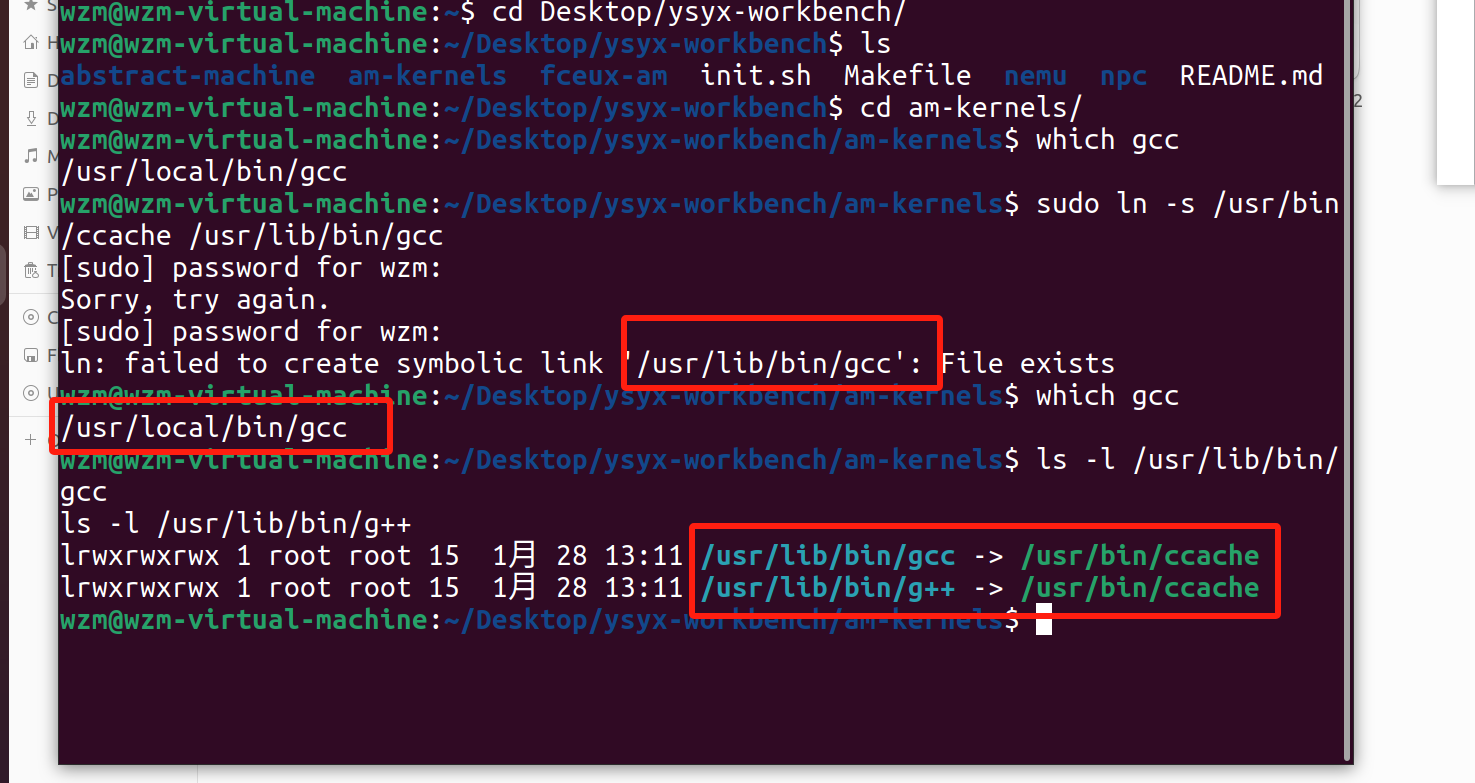 wzm@wzm-virtual-machine:~$ cd Desktop/ysyx-workbench/
wzm@wzm-virtual-machine:~/Desktop/ysyx-workbench$ ls
abstract-machine  am-kernels  fceux-am  init.sh  Makefile  nemu  npc  README.md
wzm@wzm-virtual-machine:~/Desktop/ysyx-workbench$ cd am-kernels/
wzm@wzm-virtual-machine:~/Desktop/ysyx-workbench/am-kernels$ which gcc
/usr/local/bin/gcc
wzm@wzm-virtual-machine:~/Desktop/ysyx-workbench/am-kernels$ sudo ln -s /usr/bin
/ccache /usr/lib/bin/gcc
[sudo] password for wzm:
Sorry, try again.
[sudo] password for wzm:
ln: failed to create symbolic link '/usr/lib/bin/gcc': File exists
wzm@wzm-virtual-machine:~/Desktop/ysyx-workbench/am-kernels$ which gcc
/usr/local/bin/gcc
wzm@wzm-virtual-machine:~/Desktop/ysyx-workbench/am-kernels$ ls -l /usr/lib/bin/
gcc
ls -l /usr/lib/bin/g++
lrwxrwxrwx 1 root root 15  1月 28 13:11 /usr/lib/bin/gcc -> /usr/bin/ccache
lrwxrwxrwx 1 root root 15  1月 28 13:11 /usr/lib/bin/g++ -> /usr/bin/ccache
wzm@wzm-virtual-machine:~/Desktop/ysyx-workbench/am-kernels$